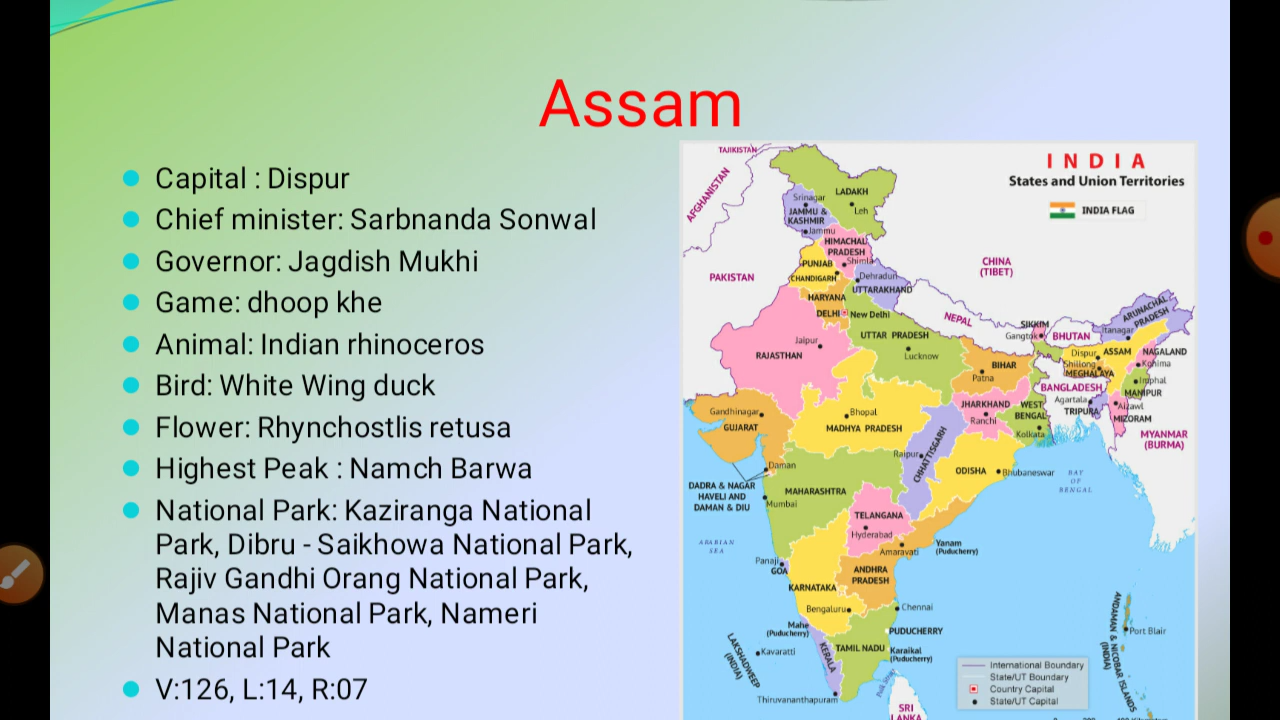 Assam
Capital : Dispur
Chief minister: Sarbnanda Sonwal
Governor: Jagdish Mukhi
Game: dhoop khe
Animal: Indian rhinoceros
Bird: White Wing duck
Flower: Rhynchostlis retusa
Highest Peak : Namch Barwa
National Park: Kaziranga National
Park, Dibru - Saikhowa National Park,
Rajiv Gandhi Orang National Park,
Manas National Park, Nameri
National Park
V:126, L:14, R:07
INDIA
States and Union Territories
INDIA FLAG
TAJIKISTAN
AFGHANISTAN
PAKISTAN
LADAKH
Leh
Srinagar
JAMMU &
KASHMIR
Jammu
HIMACHAL
PRADESH
Shimla
PUNJAB
CHANDIGARH
Dehradun
UTTARAKHAND
HARYANA
DELHI
New Delhi
CHINA
(TIBET)
NEPAL
SIKKIM
Gangtok
BHUTAN
ARUNACHAL
PRADESH
Itanagar
Dispur
ASSAM
NAGALAND
Kohima
Shillong
MEGHALAYA
Imphal
MANIPUR
BANGLADESH
Agartala
TRIPURA
Aizawl
MIZORAM
MYANMAR
(BURMA)
Jaipur
RAJASTHAN
UTTAR PRADESH
Lucknow
BIHAR
Patna
JHARKHAND
Ranchi
WEST
BENGAL
Kolkata
Gandhinagar
GUJARAT
Bhopal
MADHYA PRADESH
CHHATTISGARH
Raipur
ODISHA
Bhubaneswar
BAY
OF
BENGAL
Daman
DADRA & NAGAR
HAVELI AND
DAMAN & DIU
MAHARASHTRA
Mumbai
TELANGANA
Hyderabad
ARABIAN
SEA
Amaravati
Yanam
(Puducherry)
Panaji
GOA
KARNATAKA
ANDHRA
PRADESH
Bengaluru
Chennai
Mahe
(Puducherry)
PUDUCHERRY
TAMIL NADU
Karaikal
(Puducherry)
KERALA
LAKSHADWEEP
(INDIA)
Kavaratti
Thiruvananthapuram
SRI
LANKA
ANDAMAN & NICOBAR ISLANDS
(INDIA)
Port Blair
International Boundary
State/UT Boundary
Country Capital
State/UT Capital